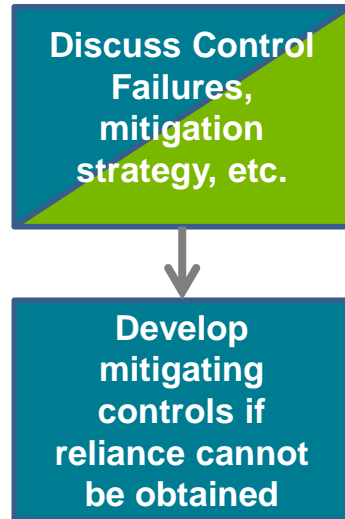 Discuss Control
Failures,
mitigation
strategy, etc.
Develop
mitigating
controls if
reliance cannot
be obtained